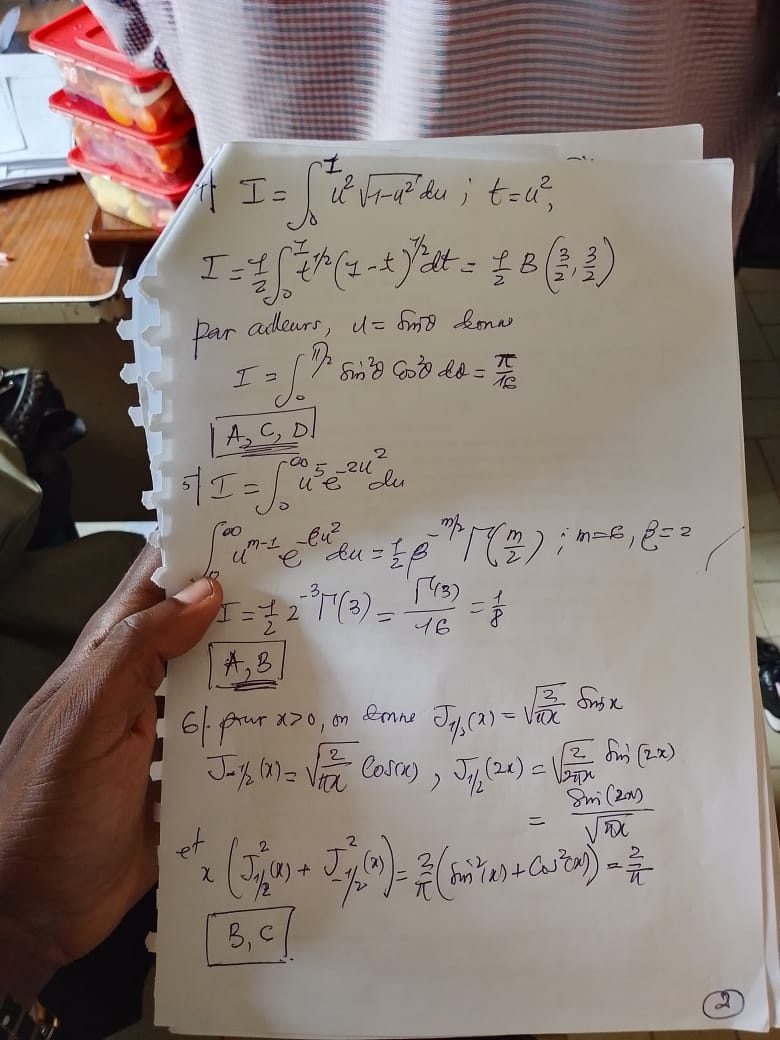 4/ I = ∫₀¹ u² √(1-u²) du ; t=u²,
I = 1/2 ∫₀¹ t^(1/2) (1-t)^(1/2) dt = 1/2 B(3/2, 3/2)
par ailleurs, u = sinθ donne
I = ∫₀^(π/2) sin²θ cos²θ dθ = π/16
A, C, D
5/ I = ∫₀^∞ u⁵ e^(-2u²) du
∫₀^∞ u^(m-1) e^(-βu²) du = 1/2 β^(-m/2) Γ(m/2) ; m=6, β=2
I = 1/2 2^(-3) Γ(3) = Γ(3)/16 = 1/8
A, B
6/. pour x>0, on donne J_(1/2)(x) = √(2/πx) sin x
J_(-1/2)(x) = √(2/πx) cos(x) , J_(1/2)(2x) = √(2/2πx) sin(2x)
= sin(2x)/√(πx)
et x (J²_(1/2)(x) + J²_(-1/2)(x)) = 2/π (sin²(x) + cos²(x)) = 2/π
B, C
2